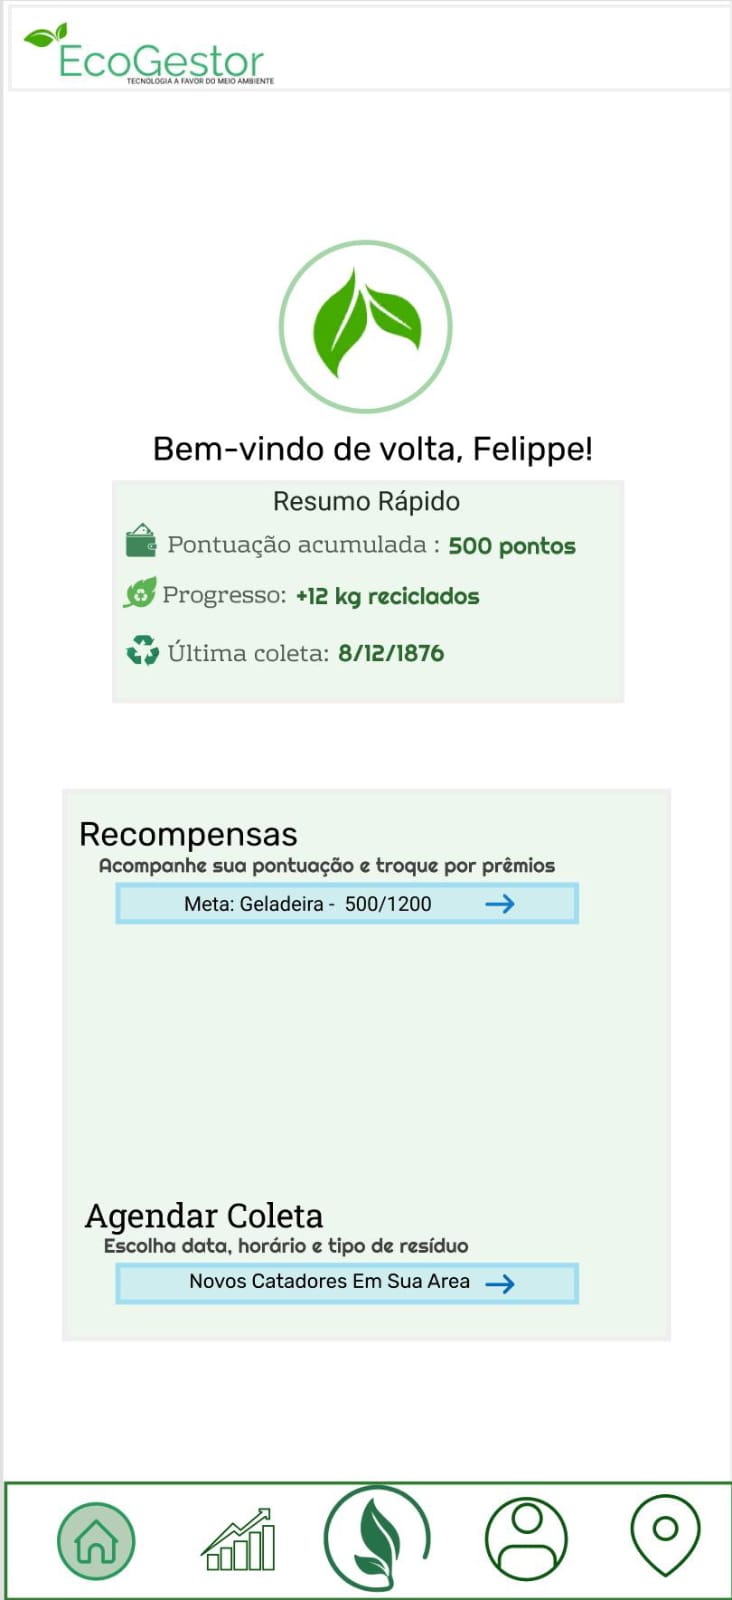 EcoGestor
TECNOLOGIA A FAVOR DO MEIO AMBIENTE
Bem-vindo de volta, Felippe!
Resumo Rápido
Pontuação acumulada : 500 pontos
Progresso: +12 kg reciclados
Última coleta: 8/12/1876
Recompensas
Acompanhe sua pontuação e troque por prêmios
Meta: Geladeira - 500/1200
Agendar Coleta
Escolha data, horário e tipo de resíduo
Novos Catadores Em Sua Area